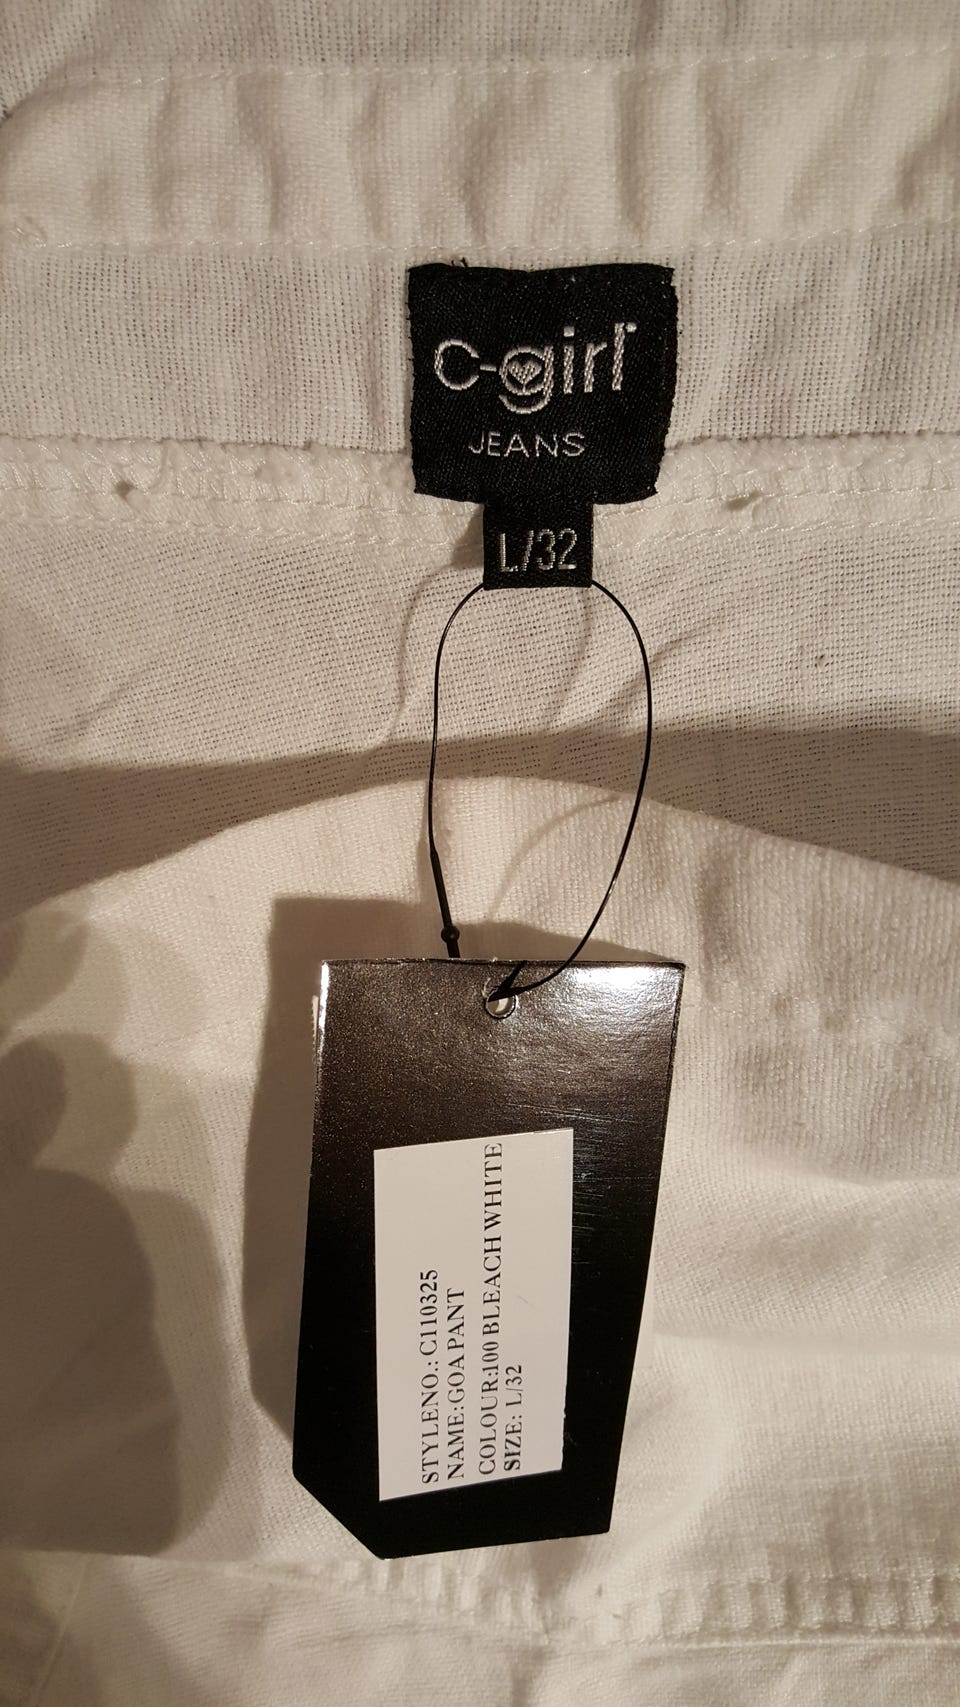 c-girl
JEANS
L/32
STYLENO.: C110325
NAME: GOA PANT
COLOUR:100 BLEACH WHITE
SIZE: L/32